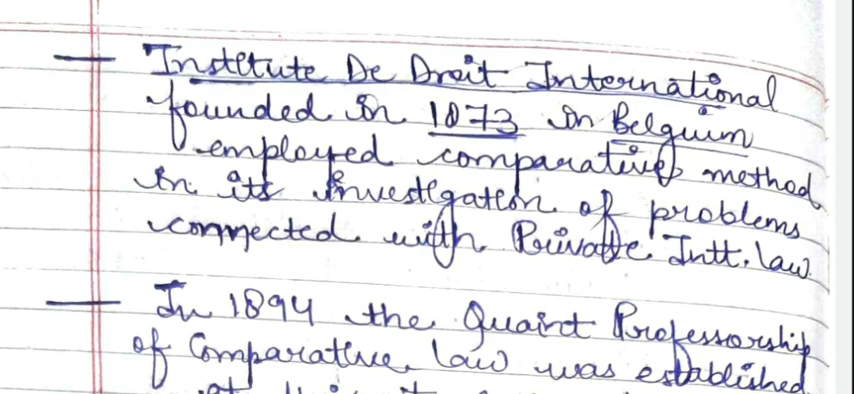 — Institute De Droit International
founded in 1873 in Belguim
employed comparative method
in its investigation of problems
connected with Private Intt. law.
— In 1894 the Quaint Professorship
of Comparative law was established